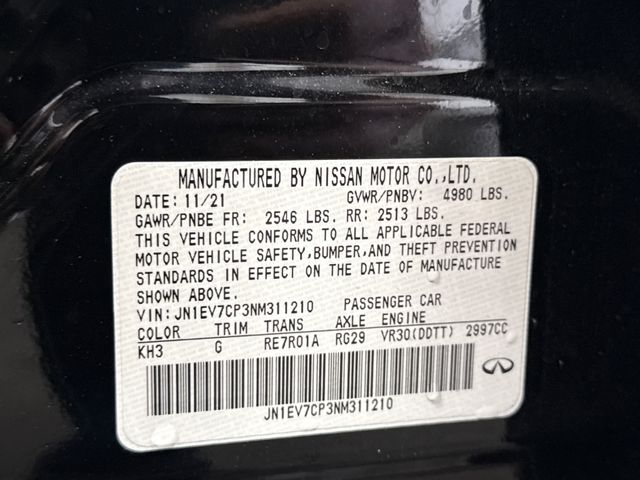 MANUFACTURED BY NISSAN MOTOR CO.,LTD.
DATE: 11/21 GVWR/PNBV: 4980 LBS.
GAWR/PNBE FR: 2546 LBS. RR: 2513 LBS.
THIS VEHICLE CONFORMS TO ALL APPLICABLE FEDERAL
MOTOR VEHICLE SAFETY,BUMPER,AND THEFT PREVENTION
STANDARDS IN EFFECT ON THE DATE OF MANUFACTURE
SHOWN ABOVE.
VIN:JN1EV7CP3NM311210 PASSENGER CAR
COLOR TRIM TRANS AXLE ENGINE
KH3 G RE7R01A RG29 VR30(DDTT) 2997CC
JN1EV7CP3NM311210